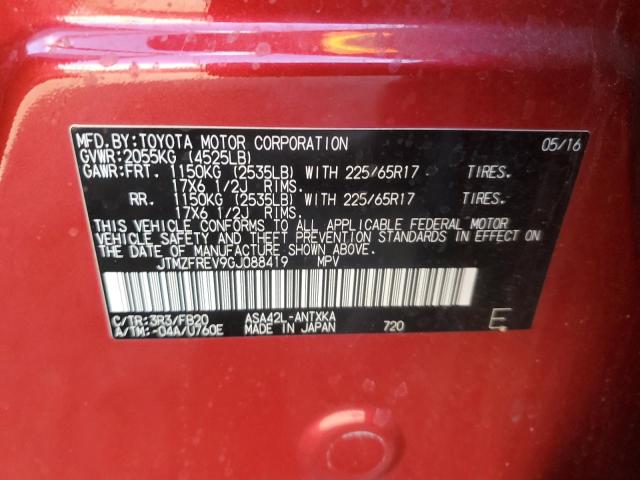 MFD.BY:TOYOTA MOTOR CORPORATION 05/16
GVWR:2055KG (4525LB)
GAWR:FRT. 1150KG (2535LB) WITH 225/65R17 TIRES.
17X6 1/2J RIMS.
RR. 1150KG (2535LB) WITH 225/65R17 TIRES.
17X6 1/2J RIMS.
THIS VEHICLE CONFORMS TO ALL APPLICABLE FEDERAL MOTOR
VEHICLE SAFETY AND THEFT PREVENTION STANDARDS IN EFFECT ON
THE DATE OF MANUFACTURE SHOWN ABOVE.
JTMZFREV9GJ088419 MPV
C/TR:3R3/FB20 ASA42L-ANTXKA
A/TM:-04A/U760E MADE IN JAPAN 720 E